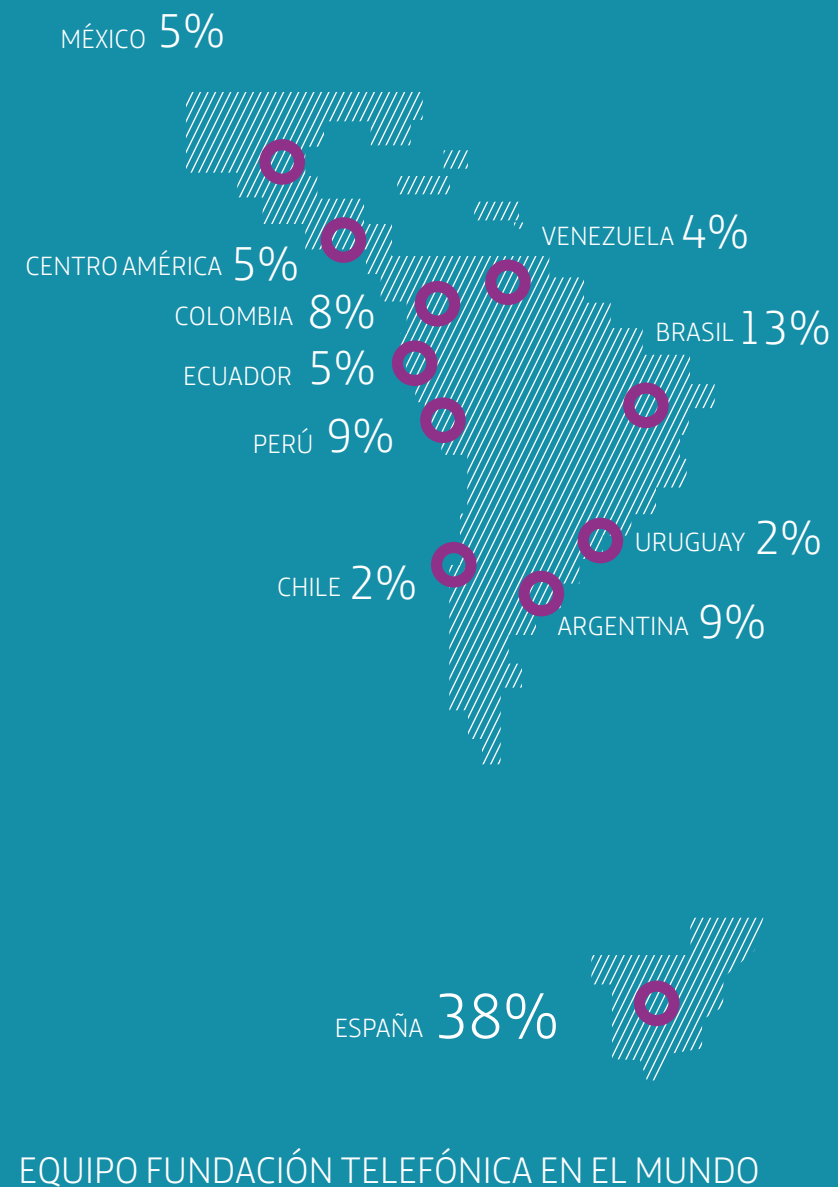 MÉXICO 5%
VENEZUELA 4%
CENTRO AMÉRICA 5%
COLOMBIA 8%
BRASIL 13%
ECUADOR 5%
PERÚ 9%
URUGUAY 2%
CHILE 2%
ARGENTINA 9%
ESPAÑA 38%
EQUIPO FUNDACIÓN TELEFÓNICA EN EL MUNDO